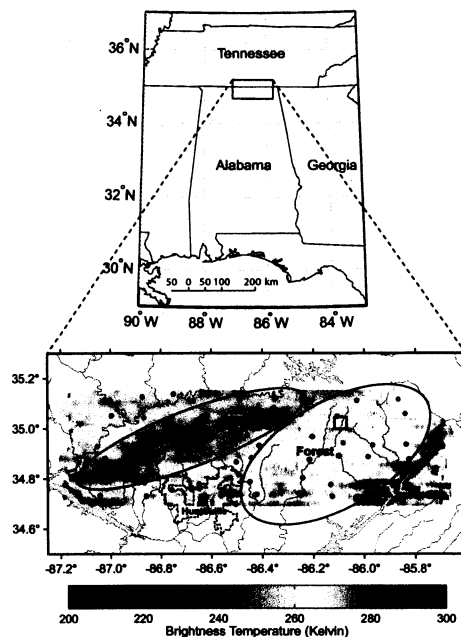 36°N
Tennessee
34°N
Alabama
Georgia
32°N
30°N
50 0 50 100 200 km
90 W 88 W 86 W 84 W
35.2°
35.0°
Forest
34.8°
34.6°
-87.2° -87.0° -86.8° -86.6° -86.4° -86.2° -86.0° -85.8°
200 220 240 260 280 300
Brightness Temperature (Kelvin)